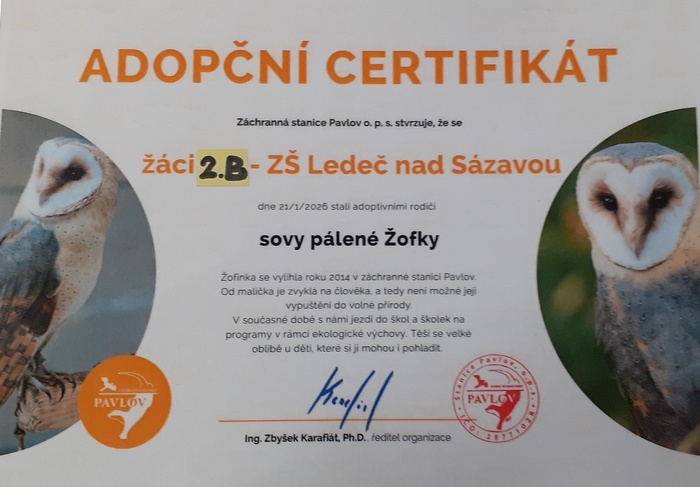 ADOPČNÍ CERTIFIKÁT
Záchranná stanice Pavlov o. p. s. stvrzuje, že se
žáci 2.B - ZŠ Ledeč nad Sázavou
dne 21/1/2026 stali adoptivními rodiči
sovy pálené Žofky
Žofinka se vylíhla roku 2014 v záchranné stanici Pavlov.
Od malička je zvyklá na člověka, a tedy není možné její
vypuštění do volné přírody.
V současné době s námi jezdí do škol a školek na
programy v rámci ekologické výchovy. Těší se velké
oblibě u dětí, které si ji mohou i pohladit.
PAVLOV
Stanice Pavlov, o.p.s.
PAVLOV
Ing. Zbyšek Karafiát, Ph.D., ředitel organizace